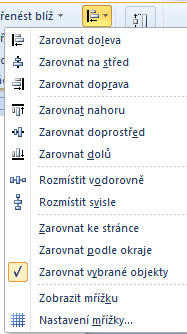 řenést blíž
Zarovnat doleva
Zarovnat na střed
Zarovnat doprava
Zarovnat nahoru
Zarovnat doprostřed
Zarovnat dolů
Rozmístit vodorovně
Rozmístit svisle
Zarovnat ke stránce
Zarovnat podle okraje
Zarovnat vybrané objekty
Zobrazit mřížku
Nastavení mřížky...